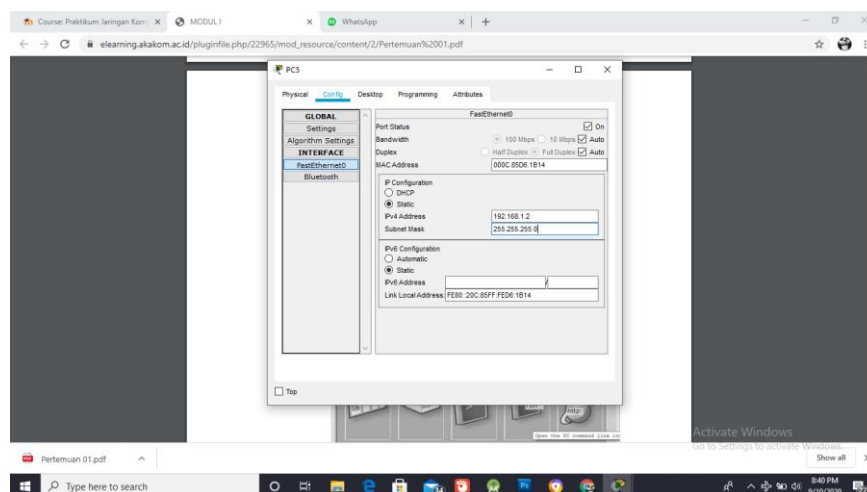 Course: Praktikum Jaringan Kom
MODUL I
WhatsApp
elearning.akakom.ac.id/pluginfile.php/22965/mod_resource/content/2/Pertemuan%2001.pdf
PC5
Physical Config Desktop Programming Attributes
GLOBAL
Settings
Algorithm Settings
INTERFACE
FastEthernet0
Bluetooth
FastEthernet0
Port Status On
Bandwidth 100 Mbps 10 Mbps Auto
Duplex Half Duplex Full Duplex Auto
MAC Address 000C.85D6.1B14
IP Configuration
DHCP
Static
IPv4 Address 192.168.1.2
Subnet Mask 255.255.255.0
IPv6 Configuration
Automatic
Static
IPv6 Address /
Link Local Address: FE80::20C:85FF:FED6:1B14
Top
http:
Activate Windows
Go to Settings to activate Windows.
Pertemuan 01.pdf
Show all
Type here to search
8:40 PM
9/19/2020